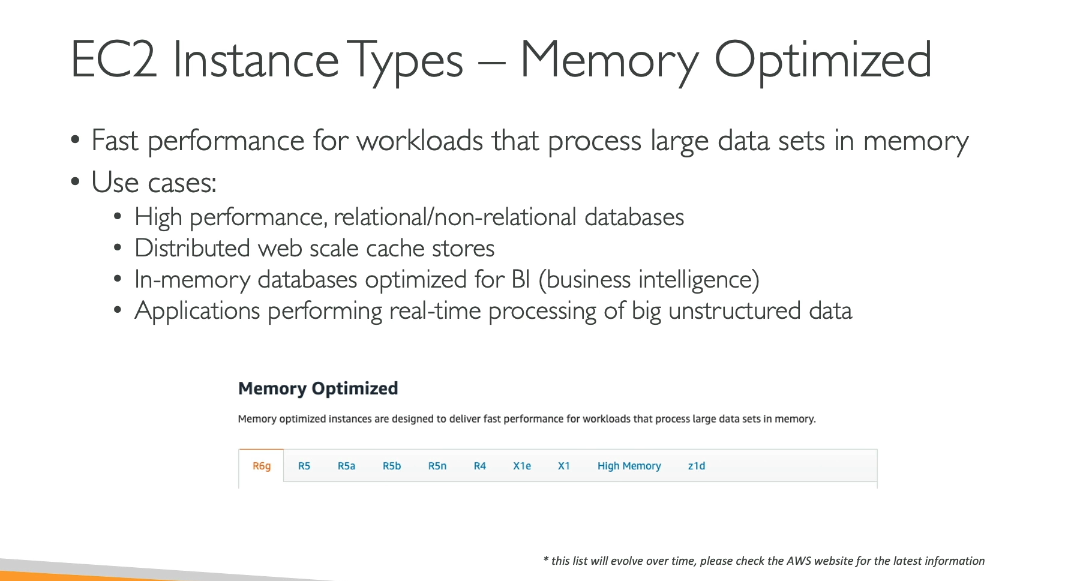 EC2 Instance Types – Memory Optimized
• Fast performance for workloads that process large data sets in memory
• Use cases:
• High performance, relational/non-relational databases
• Distributed web scale cache stores
• In-memory databases optimized for BI (business intelligence)
• Applications performing real-time processing of big unstructured data
Memory Optimized
Memory optimized instances are designed to deliver fast performance for workloads that process large data sets in memory.
R6g R5 R5a R5b R5n R4 X1e X1 High Memory z1d
* this list will evolve over time, please check the AWS website for the latest information